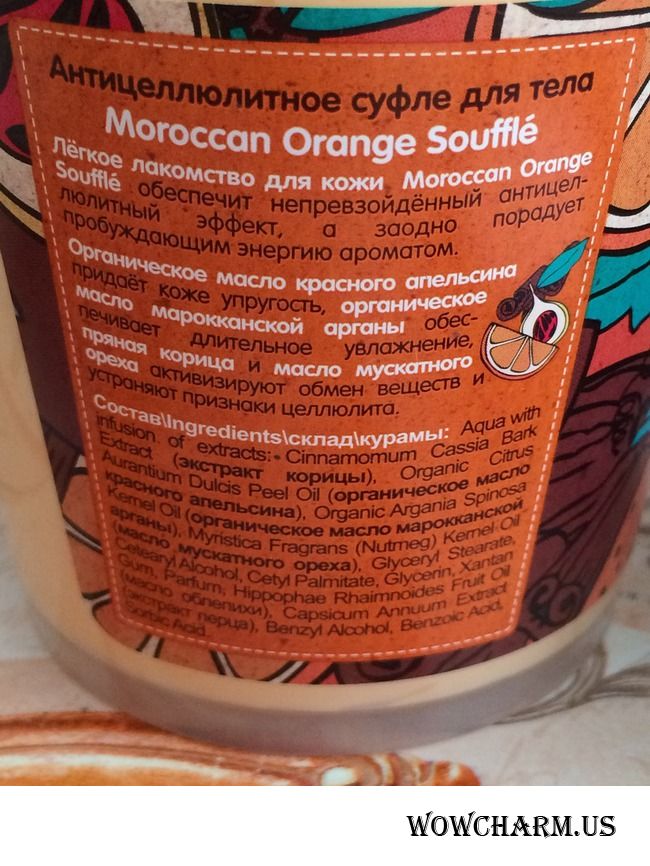 Антицеллюлитное суфле для тела
Moroccan Orange Soufflé
Лёгкое лакомство для кожи Moroccan Orange
Soufflé обеспечит непревзойдённый антицел-
люлитный эффект, а заодно порадует
пробуждающим энергию ароматом.
Органическое масло красного апельсина
придаёт коже упругость, органическое
масло марокканской арганы обес-
печивает длительное увлажнение,
пряная корица и масло мускатного
ореха активизируют обмен веществ и
устраняют признаки целлюлита.
Состав\Ingredients\склад\курамы: Aqua with
infusion of extracts: Cinnamomum Cassia Bark
Extract (экстракт корицы), Organic Citrus
Aurantium Dulcis Peel Oil (органическое масло
красного апельсина), Organic Argania Spinosa
Kernel Oil (органическое масло марокканской
арганы), Myristica Fragrans (Nutmeg) Kernel Oil
(масло мускатного ореха), Glyceryl Stearate,
Cetearyl Alcohol, Cetyl Palmitate, Glycerin, Xantan
Gum, Parfum, Hippophae Rhaimnoides Fruit Oil
(масло облепихи), Capsicum Annuum Extract
(экстракт перца), Benzyl Alcohol, Benzoic Acid,
Sorbic Acid
WOWCHARM.US